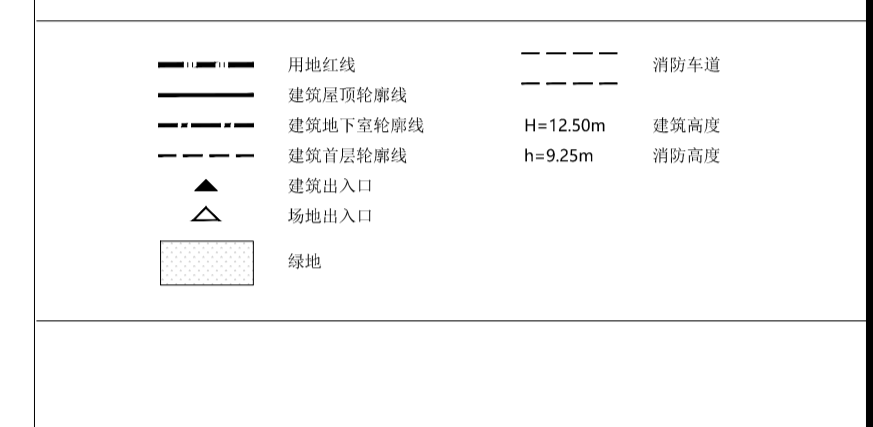 用地红线
建筑屋顶轮廓线
建筑地下室轮廓线
建筑首层轮廓线
建筑出入口
场地出入口
绿地
消防车道
H=12.50m 建筑高度
h=9.25m 消防高度